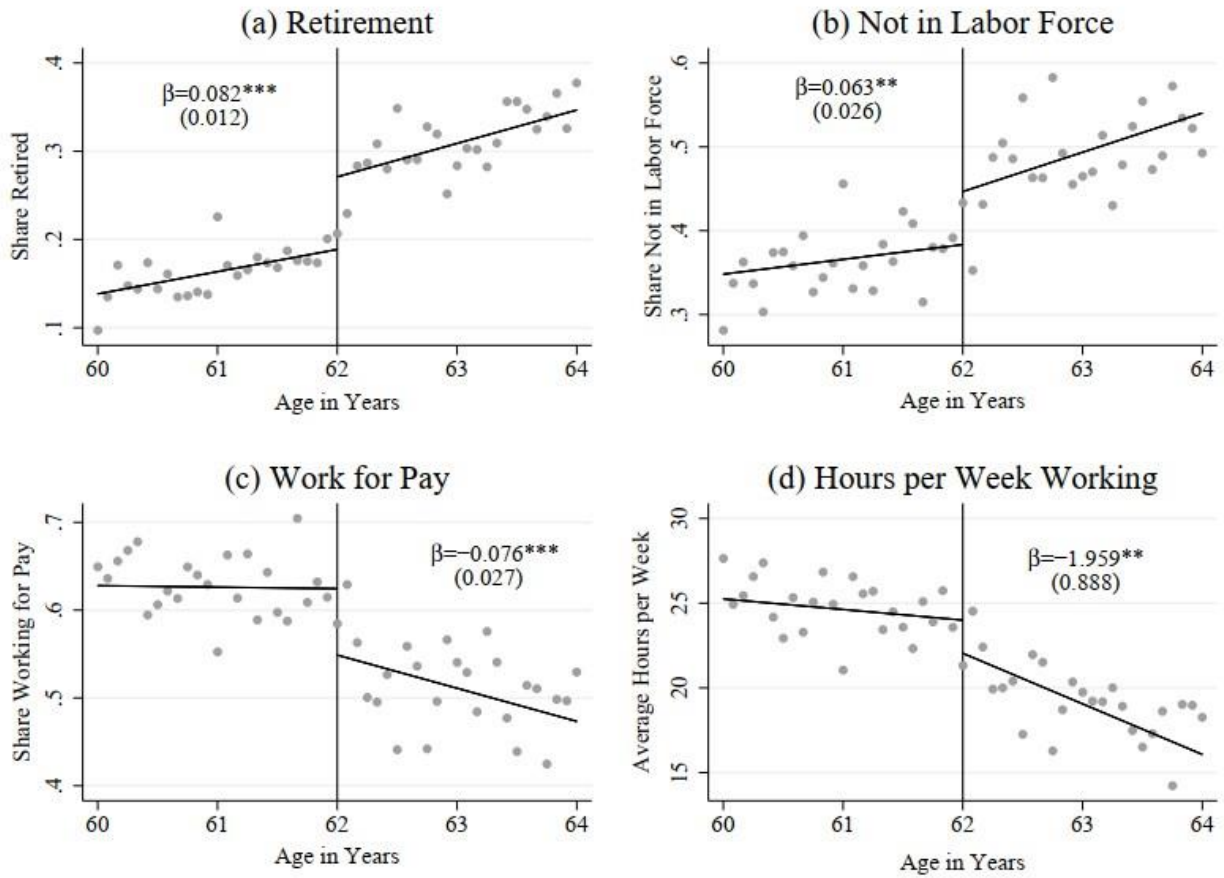 (a) Retirement
Share Retired
.4
.3
.2
.1
β=0.082***
(0.012)
60 61 62 63 64
Age in Years
(b) Not in Labor Force
Share Not in Labor Force
.6
.5
.4
.3
β=0.063**
(0.026)
60 61 62 63 64
Age in Years
(c) Work for Pay
Share Working for Pay
.7
.6
.5
.4
β=−0.076***
(0.027)
60 61 62 63 64
Age in Years
(d) Hours per Week Working
Average Hours per Week
30
25
20
15
β=−1.959**
(0.888)
60 61 62 63 64
Age in Years